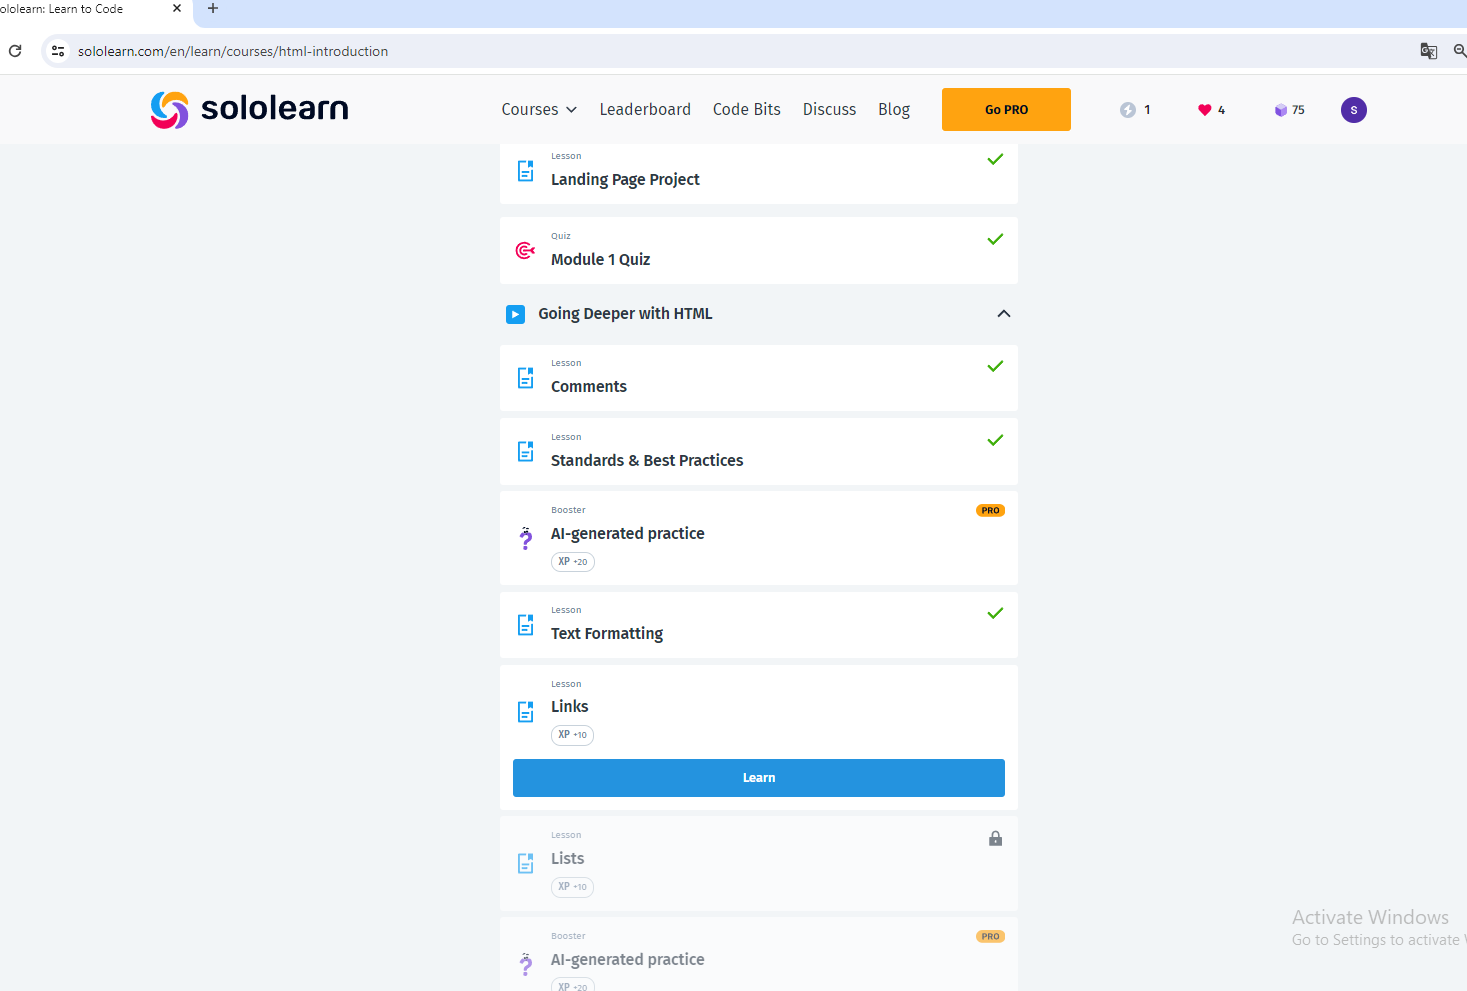 ololearn: Learn to Code
sololearn.com/en/learn/courses/html-introduction
sololearn
Courses
Leaderboard
Code Bits
Discuss
Blog
Go PRO
1
4
75
S
Lesson
Landing Page Project
Quiz
Module 1 Quiz
Going Deeper with HTML
Lesson
Comments
Lesson
Standards & Best Practices
Booster
PRO
AI-generated practice
XP +20
Lesson
Text Formatting
Lesson
Links
XP +10
Learn
Lesson
Lists
XP +10
Booster
PRO
AI-generated practice
XP +20
Activate Windows
Go to Settings to activate